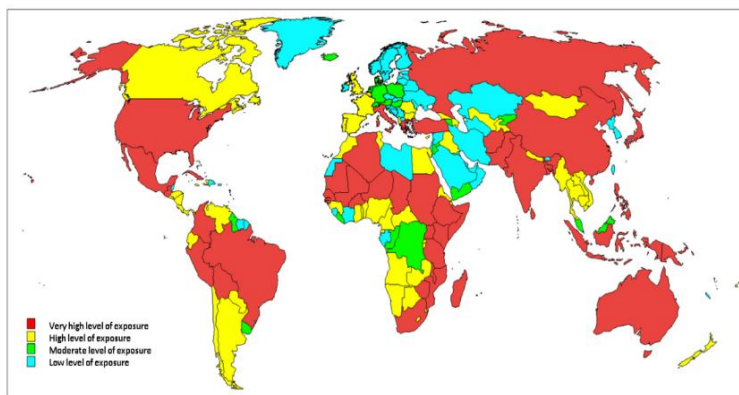 Very high level of exposure
High level of exposure
Moderate level of exposure
Low level of exposure